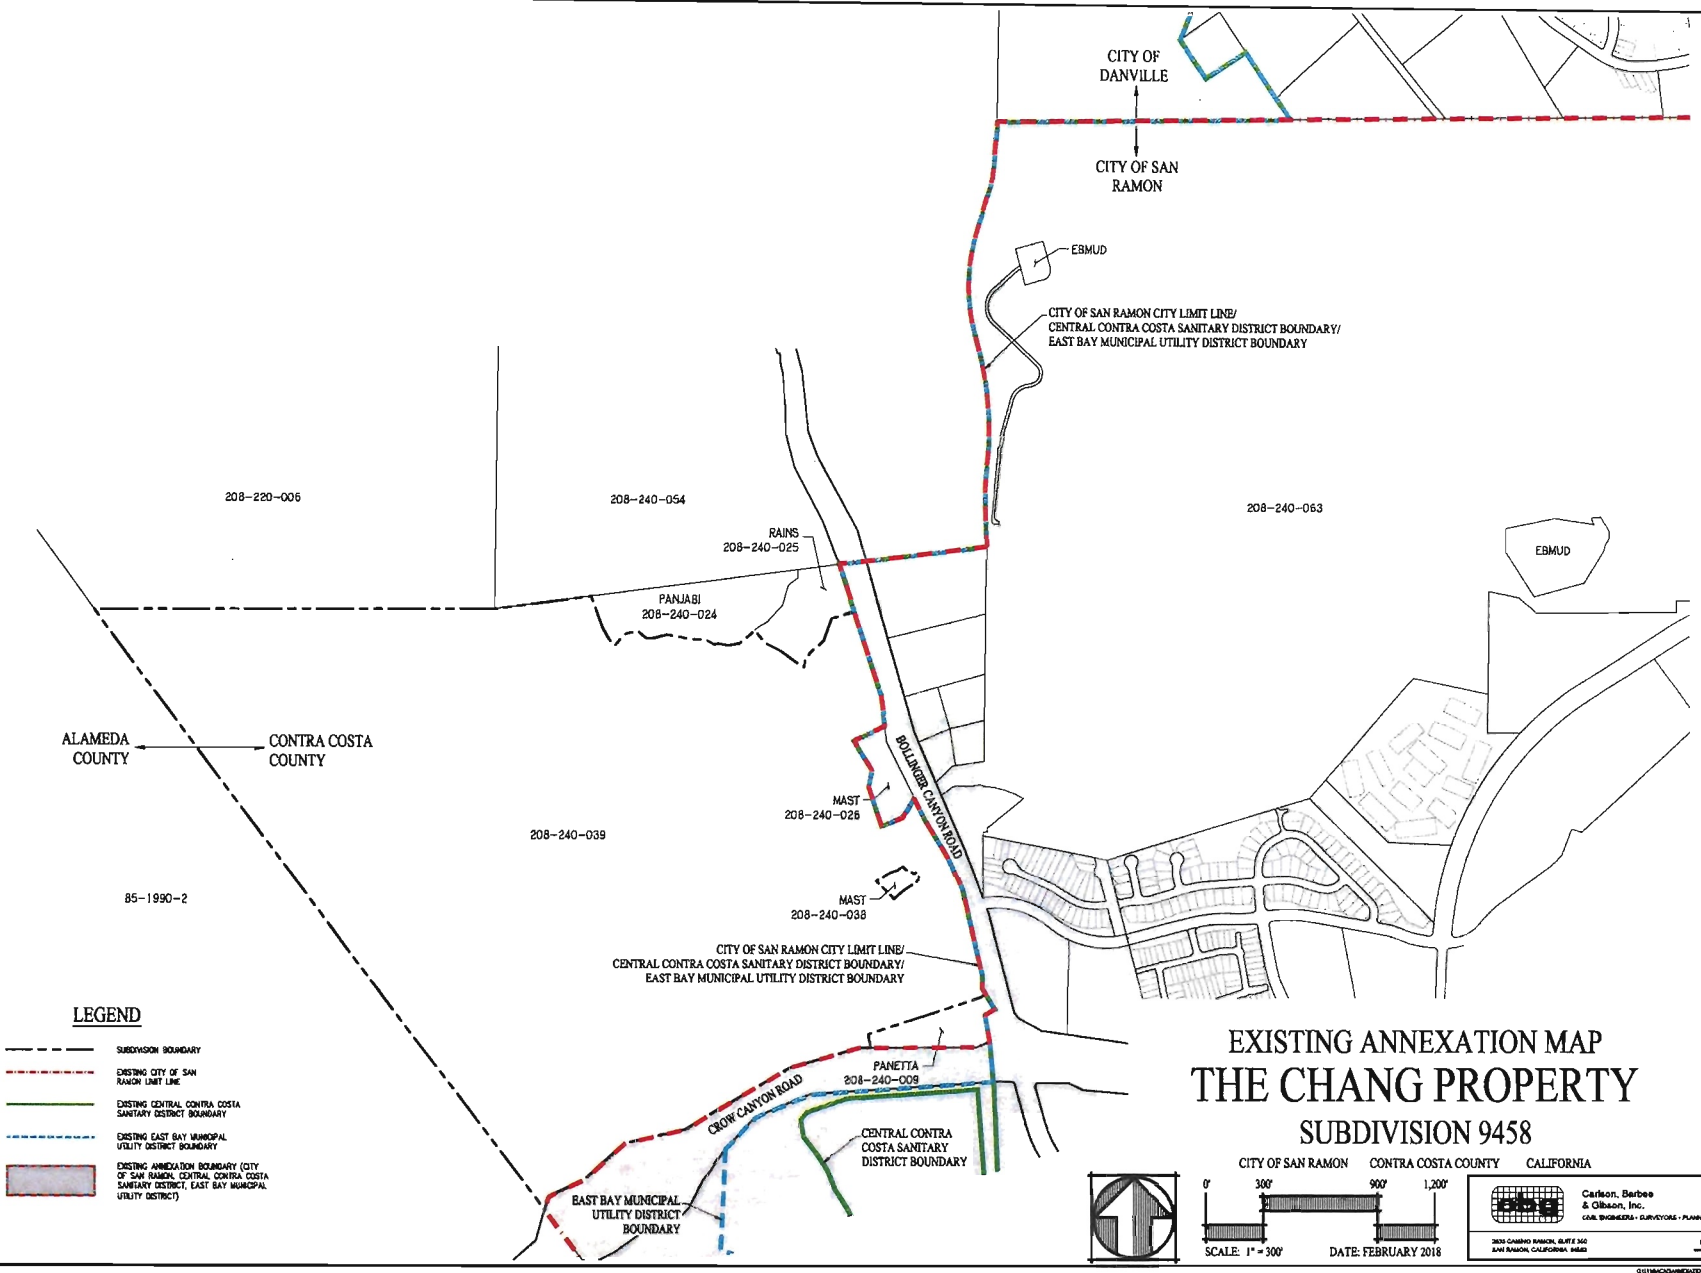 CITY OF
DANVILLE
CITY OF SAN
RAMON
EBMUD
CITY OF SAN RAMON CITY LIMIT LINE/
CENTRAL CONTRA COSTA SANITARY DISTRICT BOUNDARY/
EAST BAY MUNICIPAL UTILITY DISTRICT BOUNDARY
208-220-006
208-240-054
208-240-063
RAINS
208-240-025
EBMUD
PANJABI
208-240-024
ALAMEDA
COUNTY
CONTRA COSTA
COUNTY
BOLLINGER CANYON ROAD
MAST
208-240-026
208-240-039
85-1990-2
MAST
208-240-038
CITY OF SAN RAMON CITY LIMIT LINE/
CENTRAL CONTRA COSTA SANITARY DISTRICT BOUNDARY/
EAST BAY MUNICIPAL UTILITY DISTRICT BOUNDARY
PANETTA
208-240-009
CROW CANYON ROAD
CENTRAL CONTRA
COSTA SANITARY
DISTRICT BOUNDARY
EAST BAY MUNICIPAL
UTILITY DISTRICT
BOUNDARY
LEGEND
SUBDIVISION BOUNDARY
EXISTING CITY OF SAN
RAMON LIMIT LINE
EXISTING CENTRAL CONTRA COSTA
SANITARY DISTRICT BOUNDARY
EXISTING EAST BAY MUNICIPAL
UTILITY DISTRICT BOUNDARY
EXISTING ANNEXATION BOUNDARY (CITY
OF SAN RAMON, CENTRAL CONTRA COSTA
SANITARY DISTRICT, EAST BAY MUNICIPAL
UTILITY DISTRICT)
EXISTING ANNEXATION MAP
THE CHANG PROPERTY
SUBDIVISION 9458
CITY OF SAN RAMON CONTRA COSTA COUNTY CALIFORNIA
0' 300' 900' 1,200'
SCALE: 1" = 300' DATE: FEBRUARY 2018
cbg
Carlson, Barbee
& Gibson, Inc.
CIVIL ENGINEERS • SURVEYORS •
SAN RAMON, CALIFORNIA